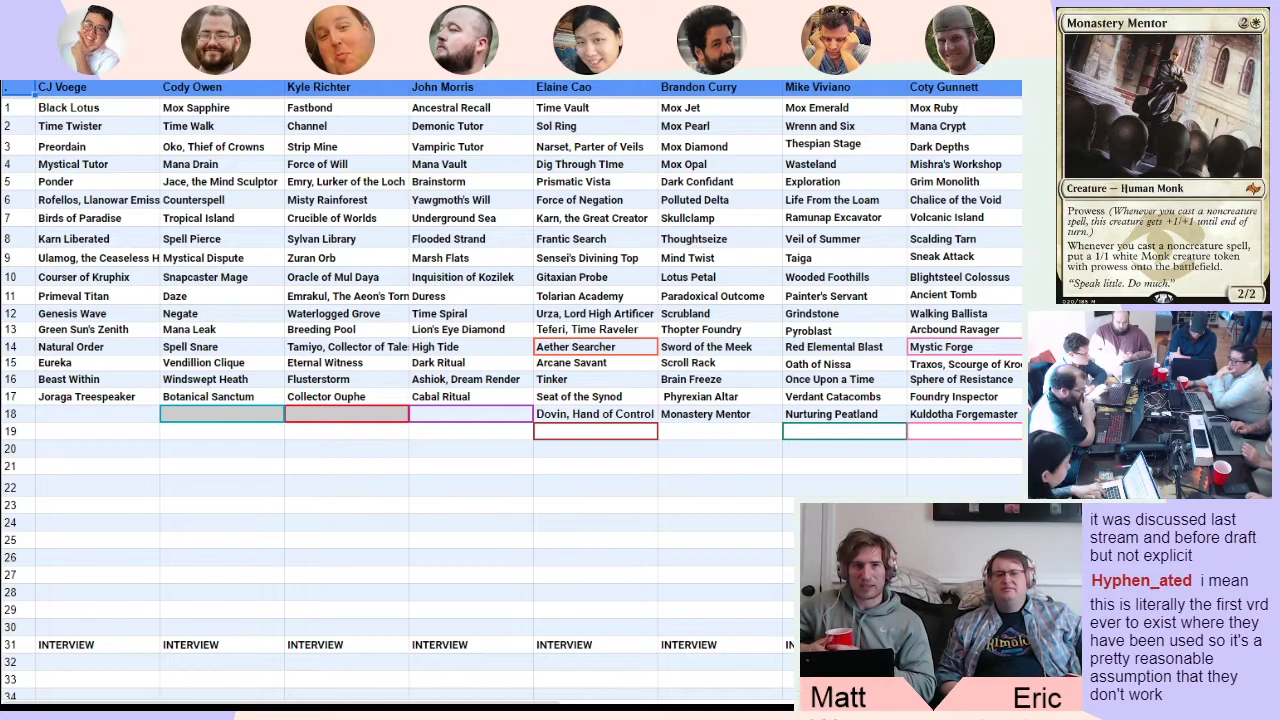 . CJ Voege Cody Owen Kyle Richter John Morris Elaine Cao Brandon Curry Mike Viviano Coty Gunnett
1 Black Lotus Mox Sapphire Fastbond Ancestral Recall Time Vault Mox Jet Mox Emerald Mox Ruby
2 Time Twister Time Walk Channel Demonic Tutor Sol Ring Mox Pearl Wrenn and Six Mana Crypt
3 Preordain Oko, Thief of Crowns Strip Mine Vampiric Tutor Narset, Parter of Veils Mox Diamond Thespian Stage Dark Depths
4 Mystical Tutor Mana Drain Force of Will Mana Vault Dig Through TIme Mox Opal Wasteland Mishra's Workshop
5 Ponder Jace, the Mind Sculptor Emry, Lurker of the Loch Brainstorm Prismatic Vista Dark Confidant Exploration Grim Monolith
6 Rofellos, Llanowar Emiss Counterspell Misty Rainforest Yawgmoth's Will Force of Negation Polluted Delta Life From the Loam Chalice of the Void
7 Birds of Paradise Tropical Island Crucible of Worlds Underground Sea Karn, the Great Creator Skullclamp Ramunap Excavator Volcanic Island
8 Karn Liberated Spell Pierce Sylvan Library Flooded Strand Frantic Search Thoughtseize Veil of Summer Scalding Tarn
9 Ulamog, the Ceaseless H Mystical Dispute Zuran Orb Marsh Flats Sensei's Divining Top Mind Twist Taiga Sneak Attack
10 Courser of Kruphix Snapcaster Mage Oracle of Mul Daya Inquisition of Kozilek Gitaxian Probe Lotus Petal Wooded Foothills Blightsteel Colossus
11 Primeval Titan Daze Emrakul, The Aeon's Torn Duress Tolarian Academy Paradoxical Outcome Painter's Servant Ancient Tomb
12 Genesis Wave Negate Waterlogged Grove Time Spiral Urza, Lord High Artificer Scrubland Grindstone Walking Ballista
13 Green Sun's Zenith Mana Leak Breeding Pool Lion's Eye Diamond Teferi, Time Raveler Thopter Foundry Pyroblast Arcbound Ravager
14 Natural Order Spell Snare Tamiyo, Collector of Tale High Tide Aether Searcher Sword of the Meek Red Elemental Blast Mystic Forge
15 Eureka Vendillion Clique Eternal Witness Dark Ritual Arcane Savant Scroll Rack Oath of Nissa Traxos, Scourge of Kroo
16 Beast Within Windswept Heath Flusterstorm Ashiok, Dream Render Tinker Brain Freeze Once Upon a Time Sphere of Resistance
17 Joraga Treespeaker Botanical Sanctum Collector Ouphe Cabal Ritual Seat of the Synod Phyrexian Altar Verdant Catacombs Foundry Inspector
18 Dovin, Hand of Control Monastery Mentor Nurturing Peatland Kuldotha Forgemaster
19
20
21
22
23
24
25
26
27
28
29
30
31 INTERVIEW INTERVIEW INTERVIEW INTERVIEW INTERVIEW INTERVIEW IN
32
33
34
Monastery Mentor 2
Creature — Human Monk
Prowess (Whenever you cast a noncreature
spell, this creature gets +1/+1 until end of
turn.)
Whenever you cast a noncreature spell,
put a 1/1 white Monk creature token
with prowess onto the battlefield.
"Speak little. Do much."
2/2
it was discussed last
stream and before draft
but not explicit
Hyphen_ated i mean
this is literally the first vrd
ever to exist where they
have been used so it's a
pretty reasonable
assumption that they
don't work
Matt Eric